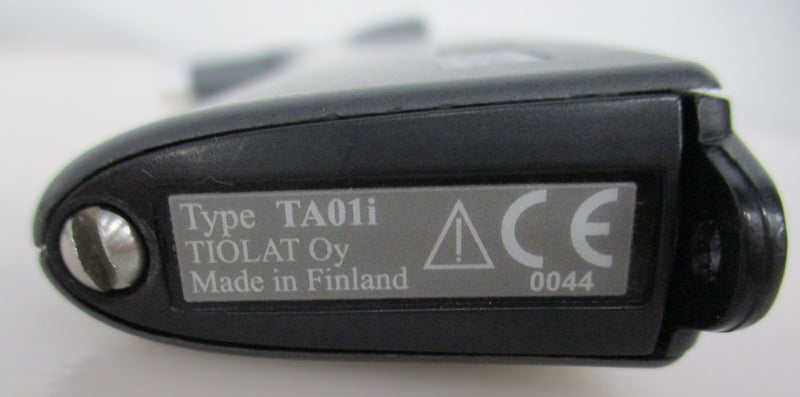 Type TA01i
TIOLAT Oy
Made in Finland
CE
0044